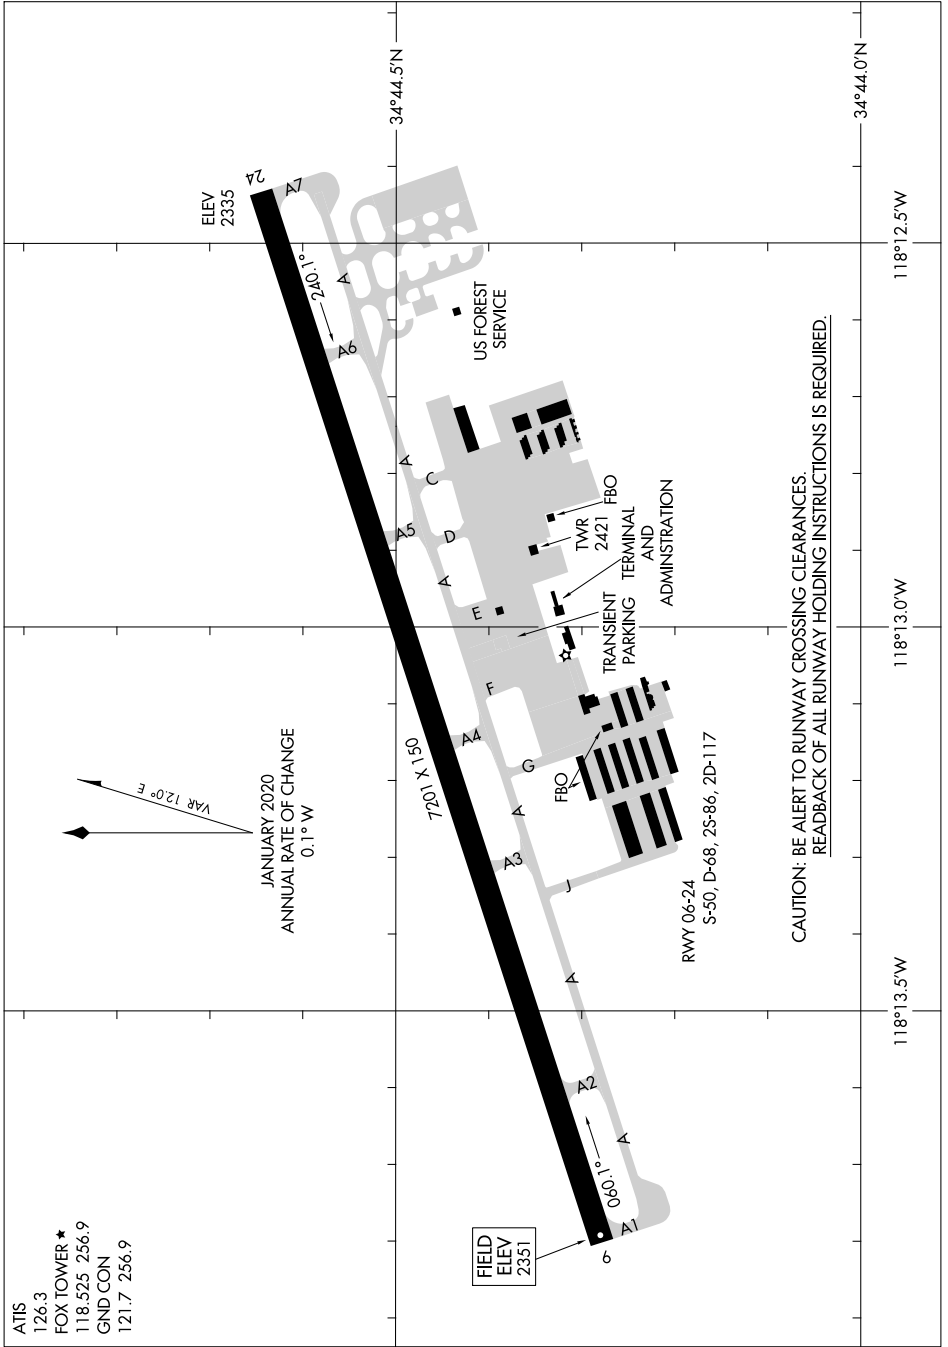 ATIS
126.3
FOX TOWER ★
118.525 256.9
GND CON
121.7 256.9
JANUARY 2020
ANNUAL RATE OF CHANGE
0.1° W
VAR 12.0° E
ELEV
2335
24
A7
34°44.5'N
34°44.0'N
240.1°
A
A6
US FOREST
SERVICE
118°12.5'W
A
C
A5
D
A
E
FBO
TWR
2421
TERMINAL
AND
ADMINSTRATION
TRANSIENT
PARKING
118°13.0'W
F
7201 X 150
A4
G
FBO
A
A3
J
RWY 06-24
S-50, D-68, 2S-86, 2D-117
A
118°13.5'W
A2
A
060.1°
A1
6
FIELD
ELEV
2351
CAUTION: BE ALERT TO RUNWAY CROSSING CLEARANCES.
READBACK OF ALL RUNWAY HOLDING INSTRUCTIONS IS REQUIRED.